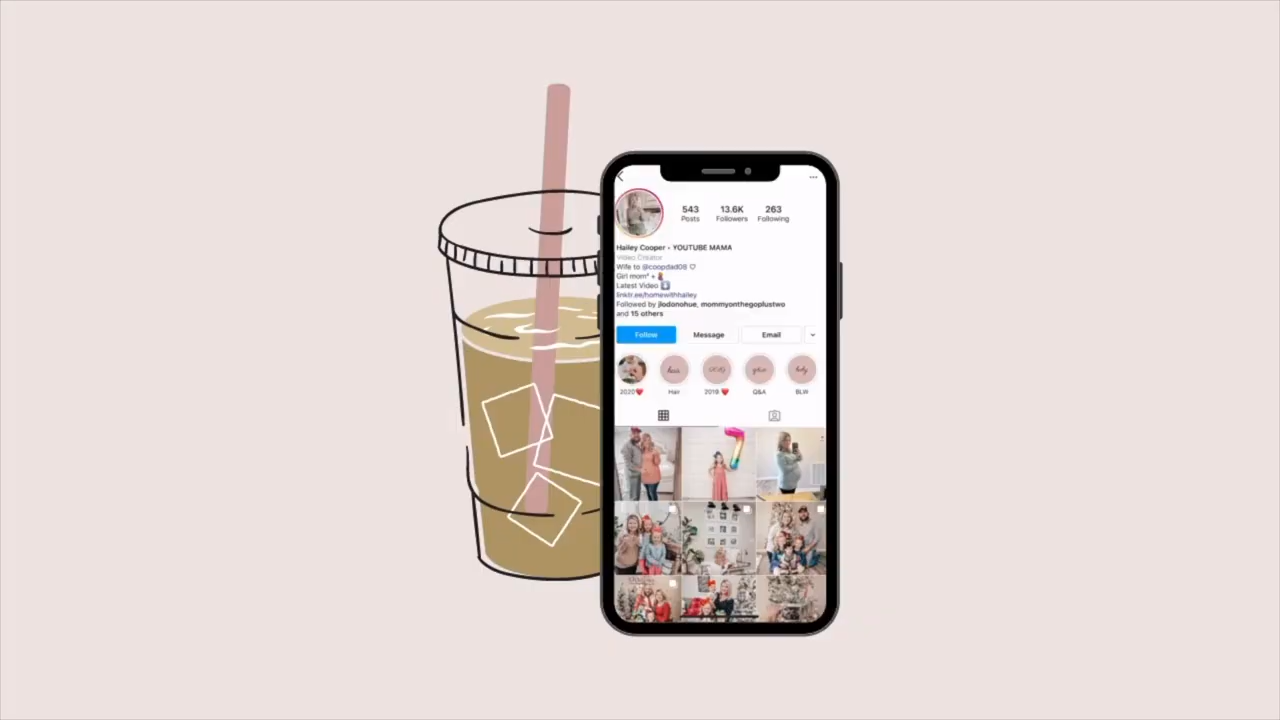 543 13.6K 263
Posts Followers Following
Hailey Cooper - YOUTUBE MAMA
Video Creator
Wife to @coopdad08 ♡
Girl mom⁴ + 🤰
Latest Video ⬇️
linktr.ee/homewithhailey
Followed by jlodonohue, mommyonthegoplustwo
and 15 others
Follow Message Email
2020❤️ Hair 2019 ❤️ Q&A BLW